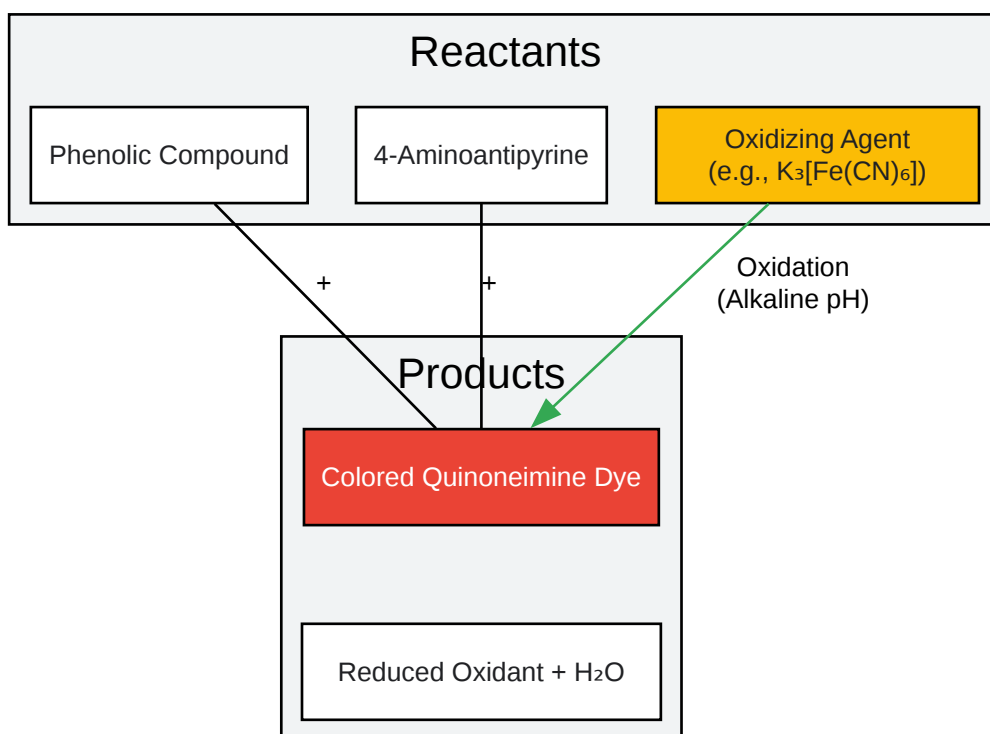 Reactants
Phenolic Compound
4-Aminoantipyrine
Oxidizing Agent
(e.g., K₃[Fe(CN)₆])
+
+
Oxidation
(Alkaline pH)
Products
Colored Quinoneimine Dye
Reduced Oxidant + H₂O